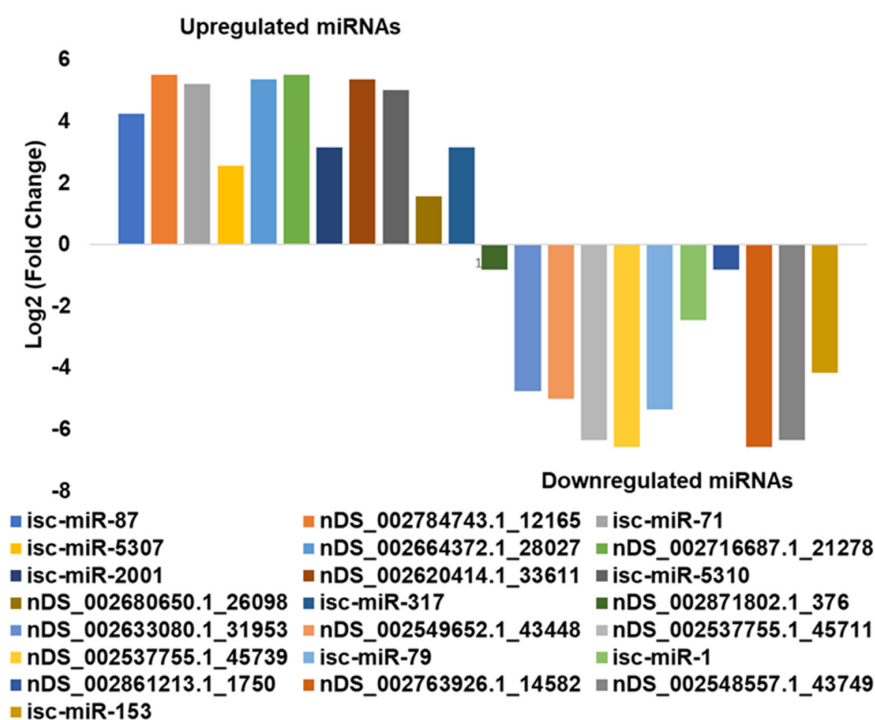 Upregulated miRNAs
6
4
2
0
-2
-4
-6
-8
Log2 (Fold Change)
1
Downregulated miRNAs
isc-miR-87 nDS_002784743.1_12165 isc-miR-71
isc-miR-5307 nDS_002664372.1_28027 nDS_002716687.1_21278
isc-miR-2001 nDS_002620414.1_33611 isc-miR-5310
nDS_002680650.1_26098 isc-miR-317 nDS_002871802.1_376
nDS_002633080.1_31953 nDS_002549652.1_43448 nDS_002537755.1_45711
nDS_002537755.1_45739 isc-miR-79 isc-miR-1
nDS_002861213.1_1750 nDS_002763926.1_14582 nDS_002548557.1_43749
isc-miR-153